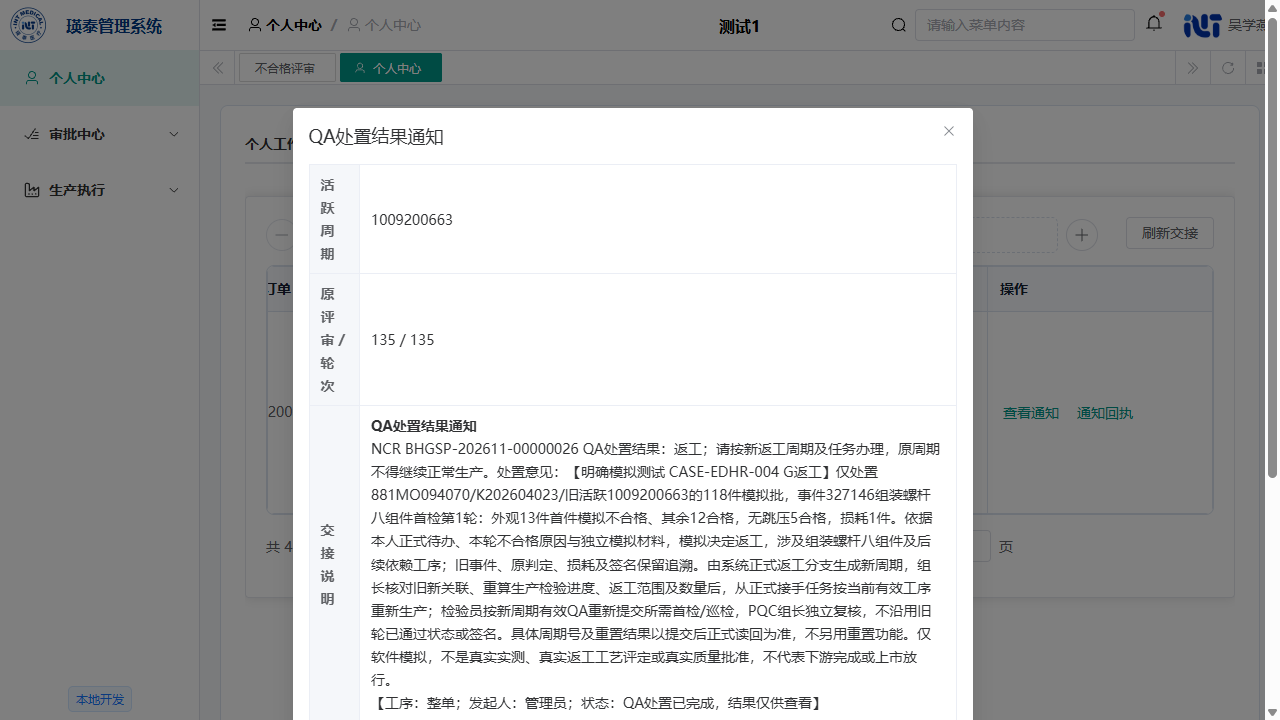 瑛泰管理系统
个人中心 / 个人中心
测试1
请输入菜单内容
不合格评审
个人中心
个人中心
审批中心
生产执行
本地开发
个人工
刷新交接
订单
操作
200
查看通知 通知回执
共 4
页
QA处置结果通知
活跃周期
1009200663
原评审 / 轮次
135 / 135
交接说明
QA处置结果通知
NCR BHGSP-202611-00000026 QA处置结果：返工；请按新返工周期及任务办理，原周期
不得继续正常生产。处置意见：【明确模拟测试 CASE-EDHR-004 G返工】仅处置
881MO094070/K202604023/旧活跃1009200663的118件模拟批，事件327146组装螺杆
八组件首检第1轮：外观13件首件模拟不合格、其余12合格，无跳压5合格，损耗1件。依据
本人正式待办、本轮不合格原因与独立模拟材料，模拟决定返工，涉及组装螺杆八组件及后
续依赖工序；旧事件、原判定、损耗及签名保留追溯。由系统正式返工分支生成新周期，组
长核对旧新关联、重算生产检验进度、返工范围及数量后，从正式接手任务按当前有效工序
重新生产；检验员按新周期有效QA重新提交所需首检/巡检，PQC组长独立复核，不沿用旧
轮已通过状态或签名。具体周期号及重置结果以提交后正式读回为准，不另用重置功能。仅
软件模拟，不是真实实测、真实返工工艺评定或真实质量批准，不代表下游完成或上市放
行。
【工序：整单；发起人：管理员；状态：QA处置已完成，结果仅供查看】